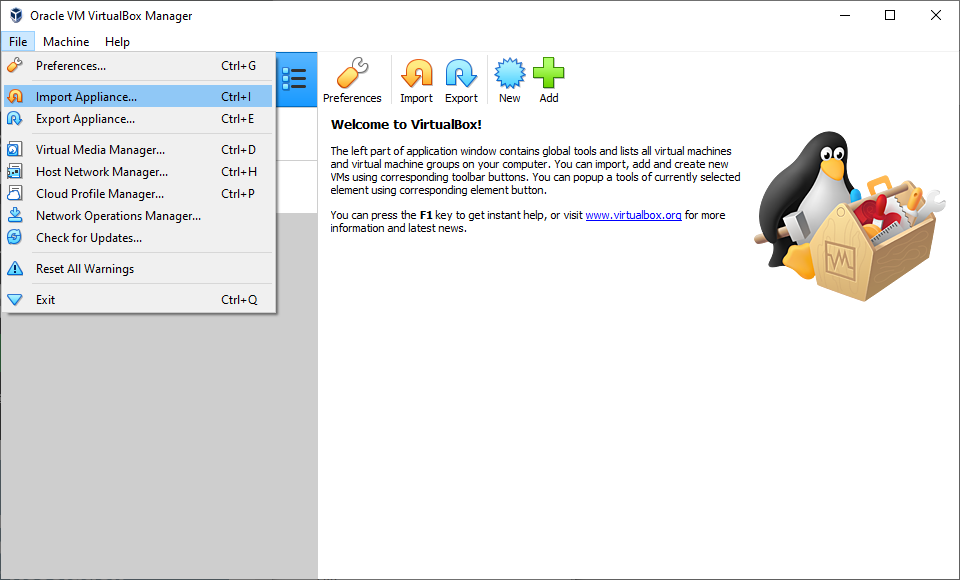 Oracle VM VirtualBox Manager
File Machine Help
Preferences... Ctrl+G
Import Appliance... Ctrl+I
Export Appliance... Ctrl+E
Virtual Media Manager... Ctrl+D
Host Network Manager... Ctrl+H
Cloud Profile Manager... Ctrl+P
Network Operations Manager...
Check for Updates...
Reset All Warnings
Exit Ctrl+Q
Preferences Import Export New Add
Welcome to VirtualBox!
The left part of application window contains global tools and lists all virtual machines
and virtual machine groups on your computer. You can import, add and create new
VMs using corresponding toolbar buttons. You can popup a tools of currently selected
element using corresponding element button.
You can press the F1 key to get instant help, or visit www.virtualbox.org for more
information and latest news.